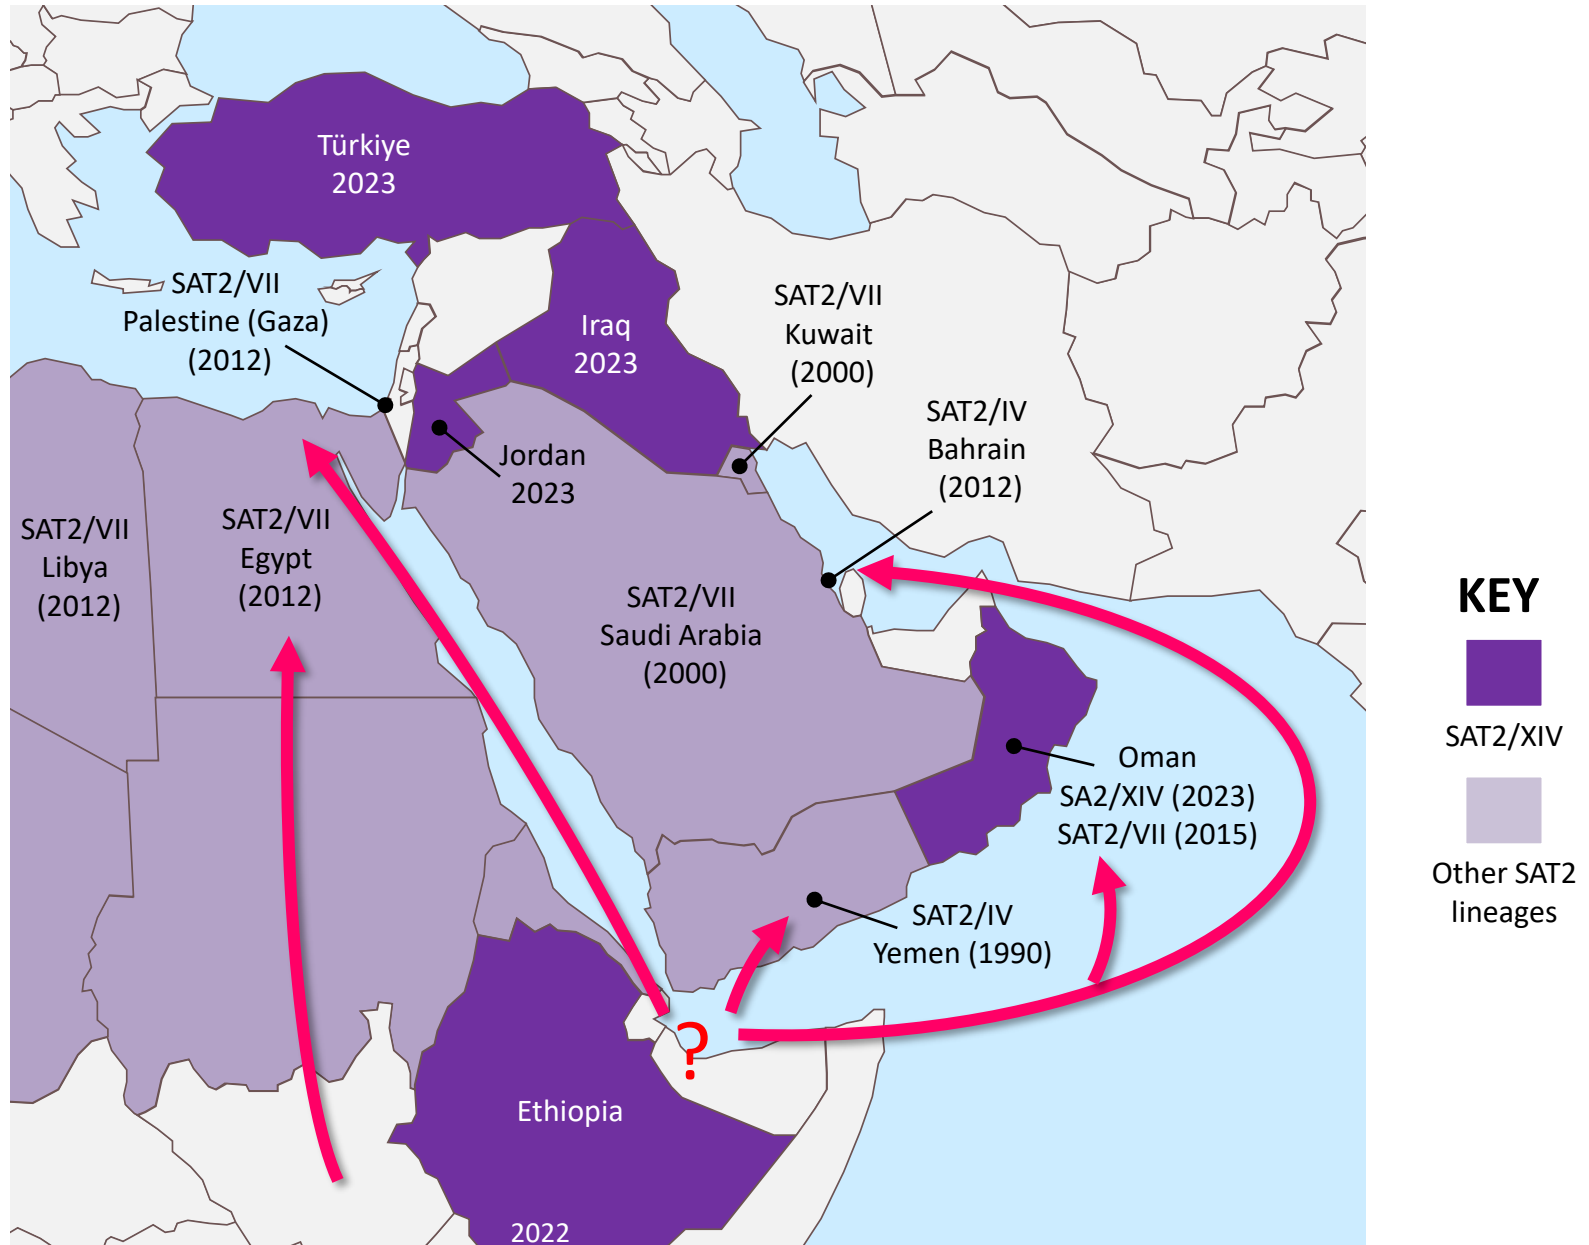 Türkiye
2023
SAT2/VII
Palestine (Gaza)
(2012)
Iraq
2023
SAT2/VII
Kuwait
(2000)
SAT2/IV
Bahrain
(2012)
Jordan
2023
SAT2/VII
Libya
(2012)
SAT2/VII
Egypt
(2012)
SAT2/VII
Saudi Arabia
(2000)
Oman
SA2/XIV (2023)
SAT2/VII (2015)
SAT2/IV
Yemen (1990)
?
Ethiopia
2022
KEY
SAT2/XIV
Other SAT2
lineages